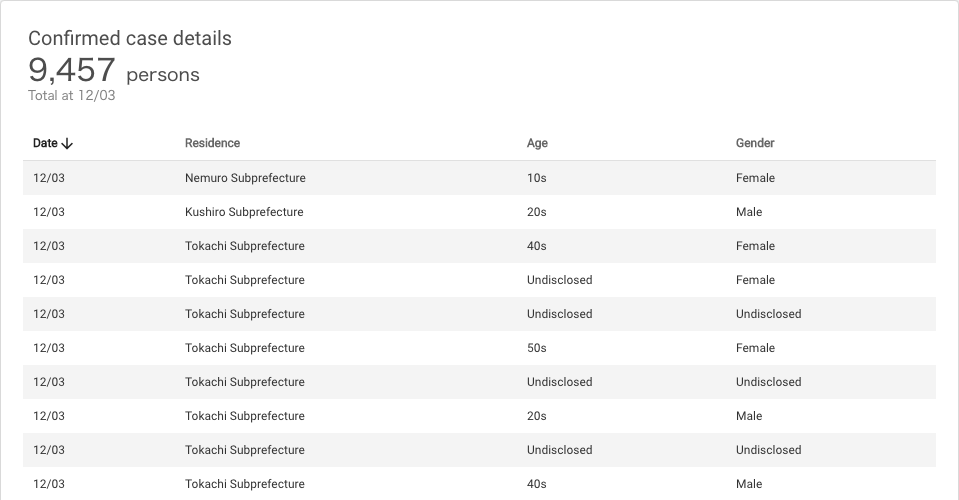 Confirmed case details
9,457 persons
Total at 12/03
Date Residence Age Gender
12/03 Nemuro Subprefecture 10s Female
12/03 Kushiro Subprefecture 20s Male
12/03 Tokachi Subprefecture 40s Female
12/03 Tokachi Subprefecture Undisclosed Female
12/03 Tokachi Subprefecture Undisclosed Undisclosed
12/03 Tokachi Subprefecture 50s Female
12/03 Tokachi Subprefecture Undisclosed Undisclosed
12/03 Tokachi Subprefecture 20s Male
12/03 Tokachi Subprefecture Undisclosed Undisclosed
12/03 Tokachi Subprefecture 40s Male